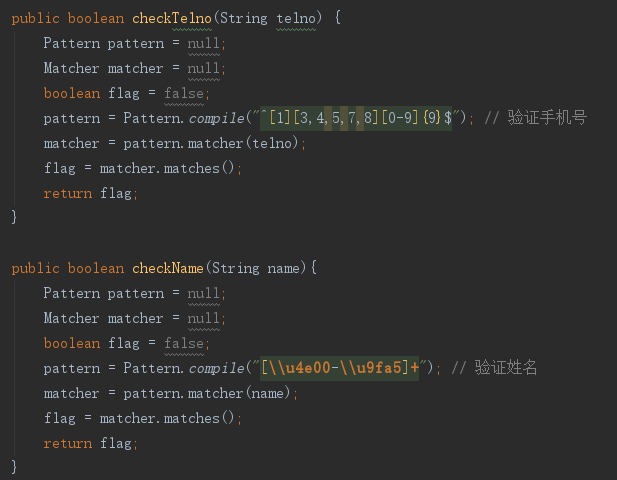 public boolean checkTelno(String telno) {
Pattern pattern = null;
Matcher matcher = null;
boolean flag = false;
pattern = Pattern.compile("^[1][3,4,5,7,8][0-9]{9}$"); // 验证手机号
matcher = pattern.matcher(telno);
flag = matcher.matches();
return flag;
}
public boolean checkName(String name){
Pattern pattern = null;
Matcher matcher = null;
boolean flag = false;
pattern = Pattern.compile("[\\u4e00-\\u9fa5]+"); // 验证姓名
matcher = pattern.matcher(name);
flag = matcher.matches();
return flag;
}